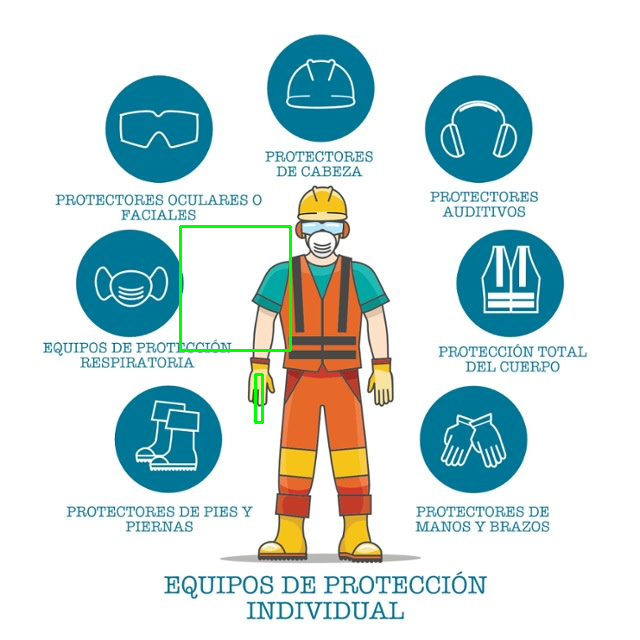 PROTECTORES
DE CABEZA
PROTECTORES OCULARES O
FACIALES
PROTECTORES
AUDITIVOS
EQUIPOS DE PROTECCIÓN
RESPIRATORIA
PROTECCIÓN TOTAL
DEL CUERPO
PROTECTORES DE PIES Y
PIERNAS
PROTECTORES DE
MANOS Y BRAZOS
EQUIPOS DE PROTECCIÓN
INDIVIDUAL